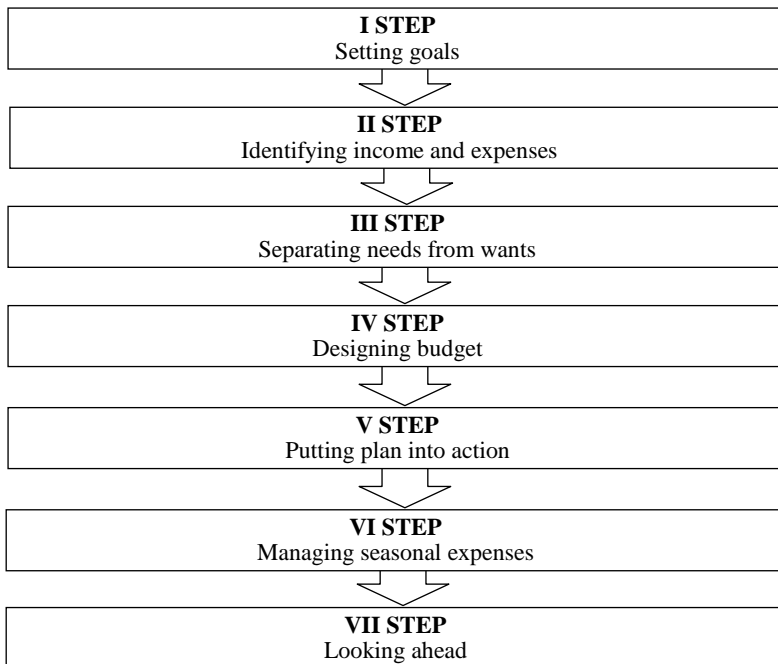 I STEP
Setting goals
II STEP
Identifying income and expenses
III STEP
Separating needs from wants
IV STEP
Designing budget
V STEP
Putting plan into action
VI STEP
Managing seasonal expenses
VII STEP
Looking ahead